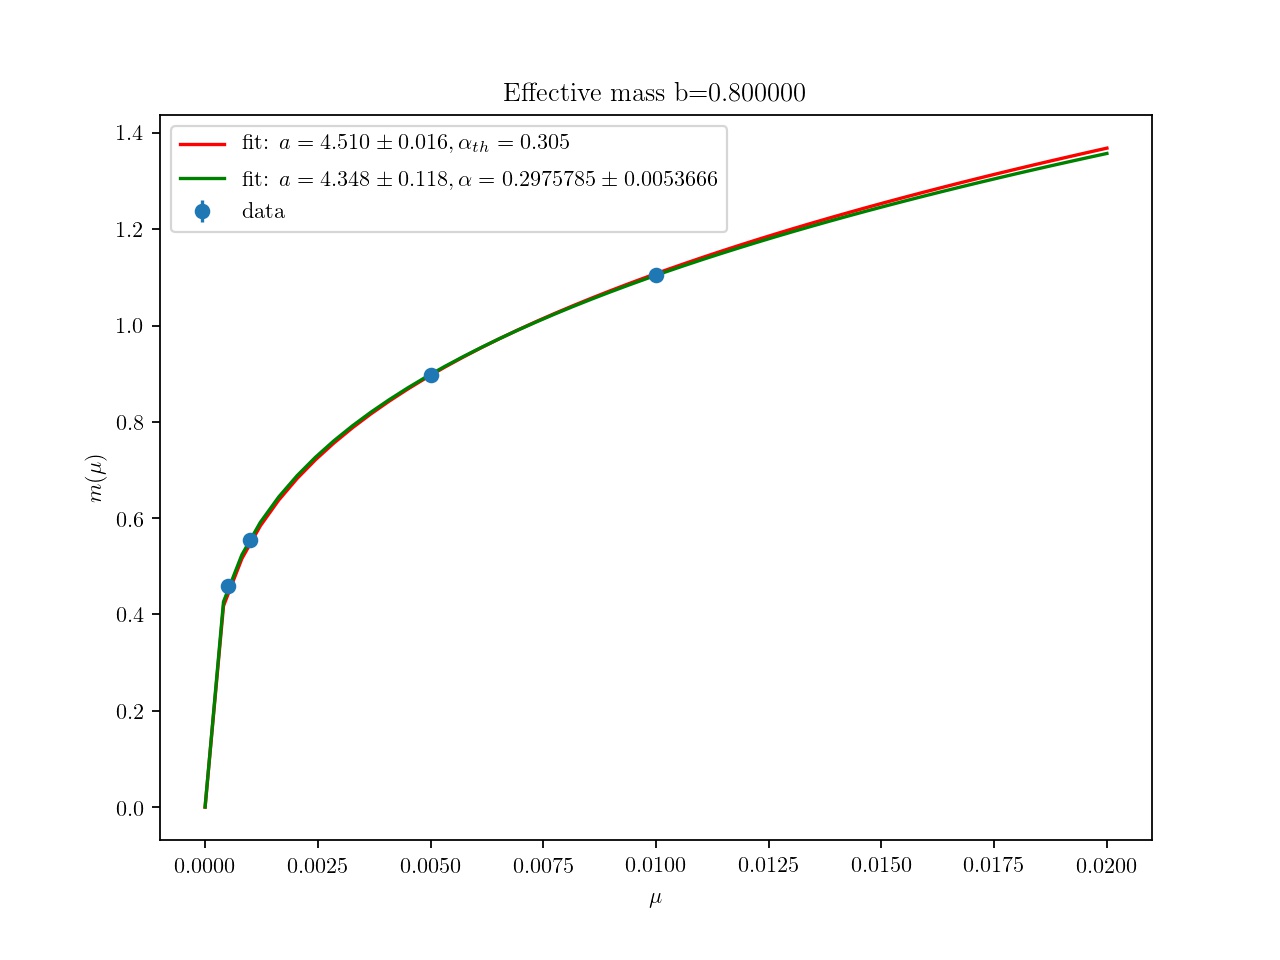 Effective mass b=0.800000
fit: a = 4.510 ± 0.016, α_{th} = 0.305
fit: a = 4.348 ± 0.118, α = 0.2975785 ± 0.0053666
data
1.4
1.2
1.0
0.8
0.6
0.4
0.2
0.0
m(μ)
0.0000 0.0025 0.0050 0.0075 0.0100 0.0125 0.0150 0.0175 0.0200
μ